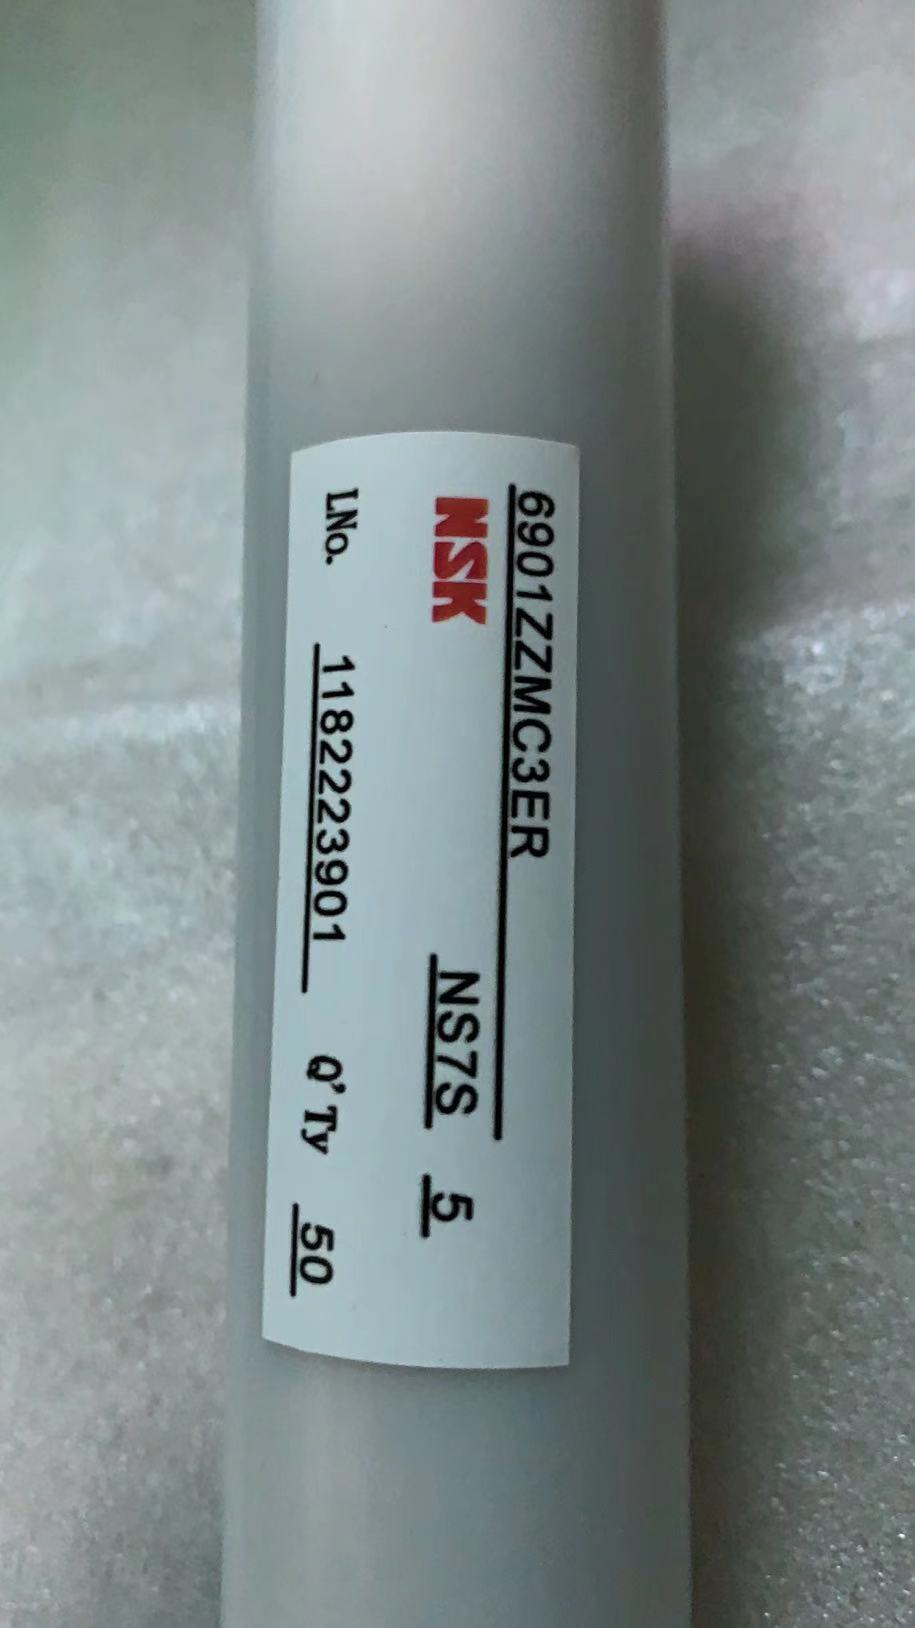 6901ZZMC3ER
NSK NS7S 5
LNo. 1182223901 Q'Ty 50